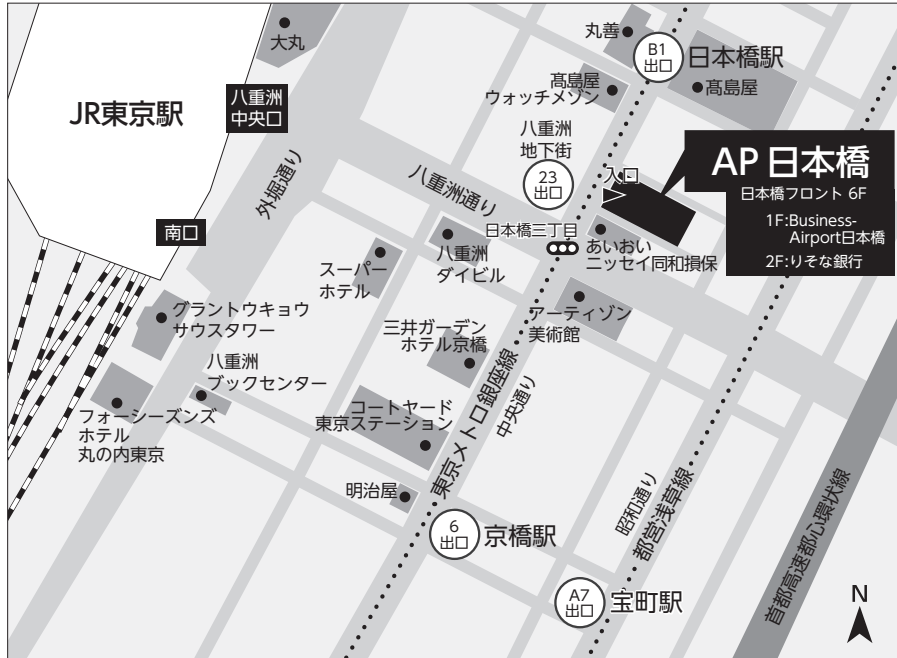 大丸
JR東京駅
八重洲
中央口
南口
外堀通り
丸善
B1
出口
日本橋駅
髙島屋
ウォッチメゾン
髙島屋
八重洲
地下街
23
出口
八重洲通り
入口
AP 日本橋
日本橋フロント 6F
1F:Business-
Airport日本橋
2F:りそな銀行
日本橋三丁目
あいおい
ニッセイ同和損保
スーパー
ホテル
八重洲
ダイビル
グラントウキョウ
サウスタワー
アーティゾン
美術館
三井ガーデン
ホテル京橋
八重洲
ブックセンター
フォーシーズンズ
ホテル
丸の内東京
コートヤード
東京ステーション
東京メトロ銀座線
中央通り
明治屋
6
出口
京橋駅
昭和通り
都営浅草線
A7
出口
宝町駅
首都高速都心環状線
N